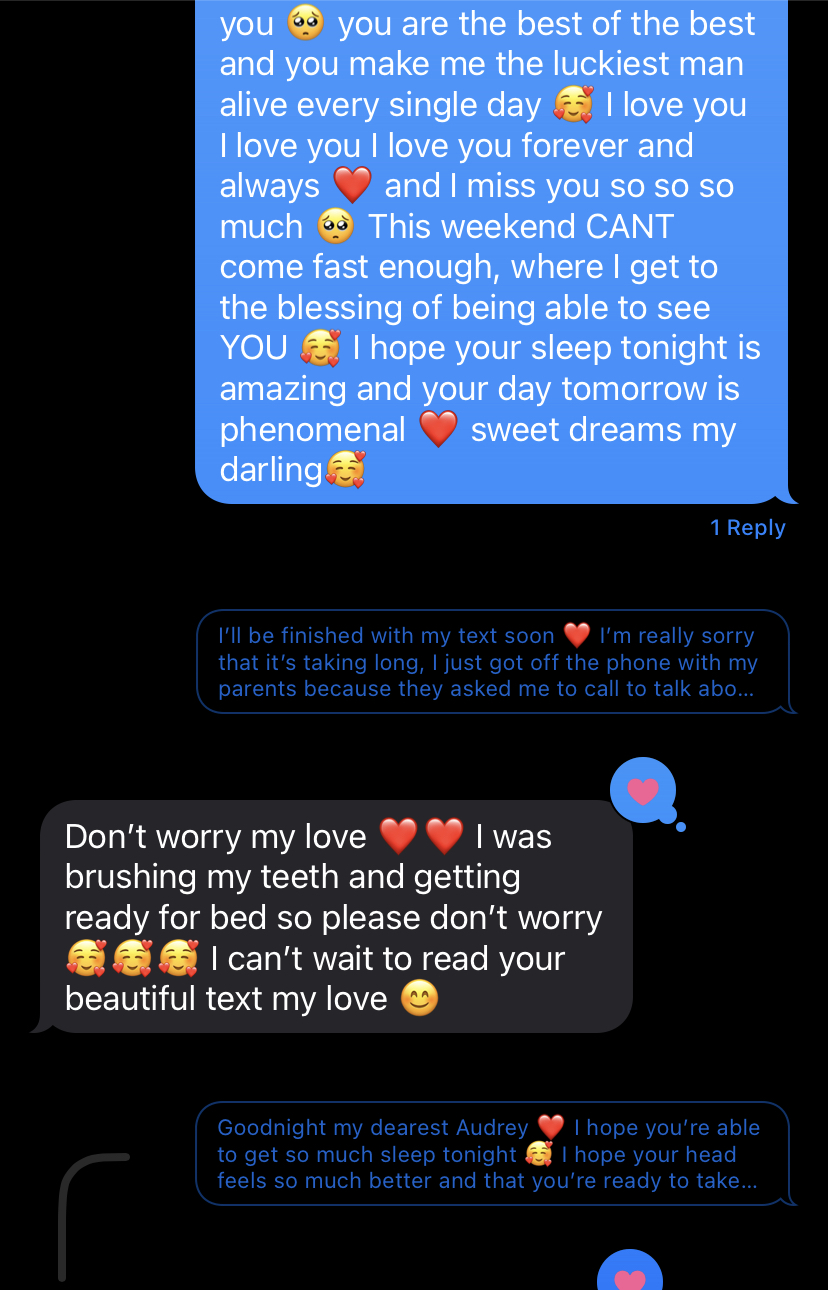 you 🥺 you are the best of the best
and you make me the luckiest man
alive every single day 🥰 I love you
I love you I love you forever and
always ❤️ and I miss you so so so
much 🥺 This weekend CANT
come fast enough, where I get to
the blessing of being able to see
YOU 🥰 I hope your sleep tonight is
amazing and your day tomorrow is
phenomenal ❤️ sweet dreams my
darling🥰
1 Reply
I’ll be finished with my text soon ❤️ I’m really sorry
that it’s taking long, I just got off the phone with my
parents because they asked me to call to talk abo...
Don’t worry my love ❤️❤️ I was
brushing my teeth and getting
ready for bed so please don’t worry
🥰🥰🥰 I can’t wait to read your
beautiful text my love 😊
Goodnight my dearest Audrey ❤️ I hope you’re able
to get so much sleep tonight 🥰 I hope your head
feels so much better and that you’re ready to take...